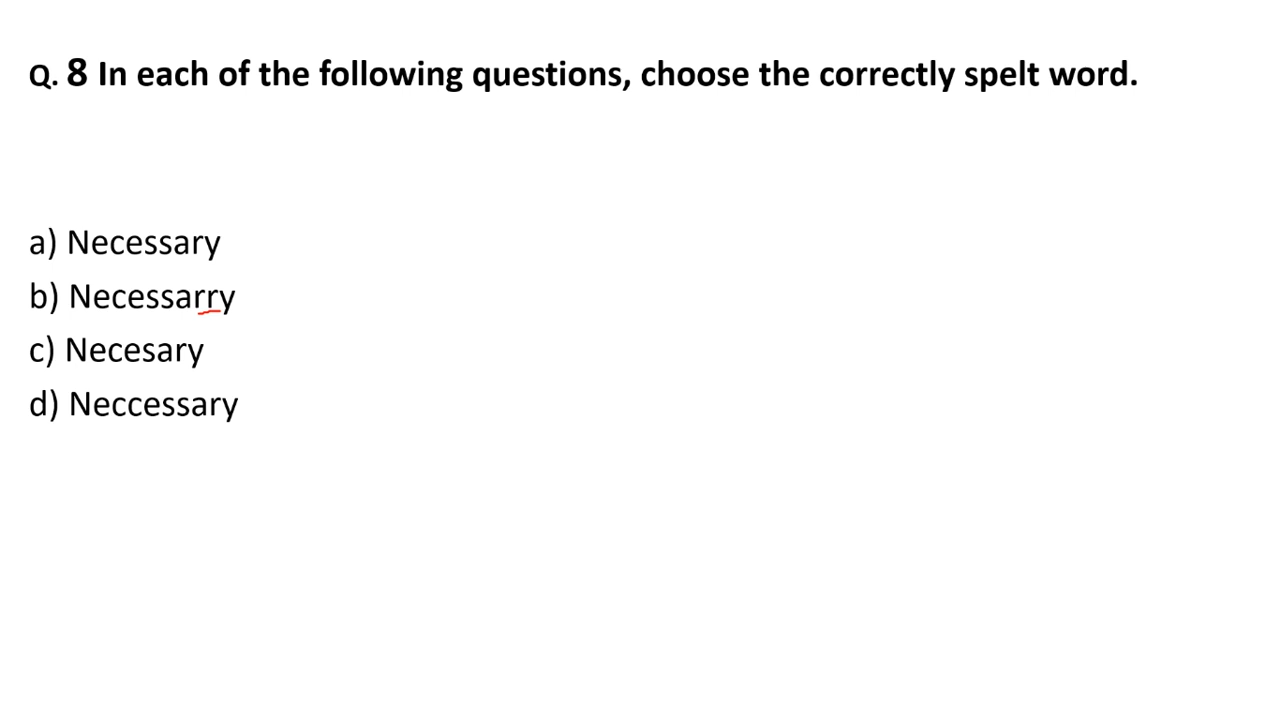 Q. 8 In each of the following questions, choose the correctly spelt word.
a) Necessary
b) Necessarry
c) Necesary
d) Neccessary